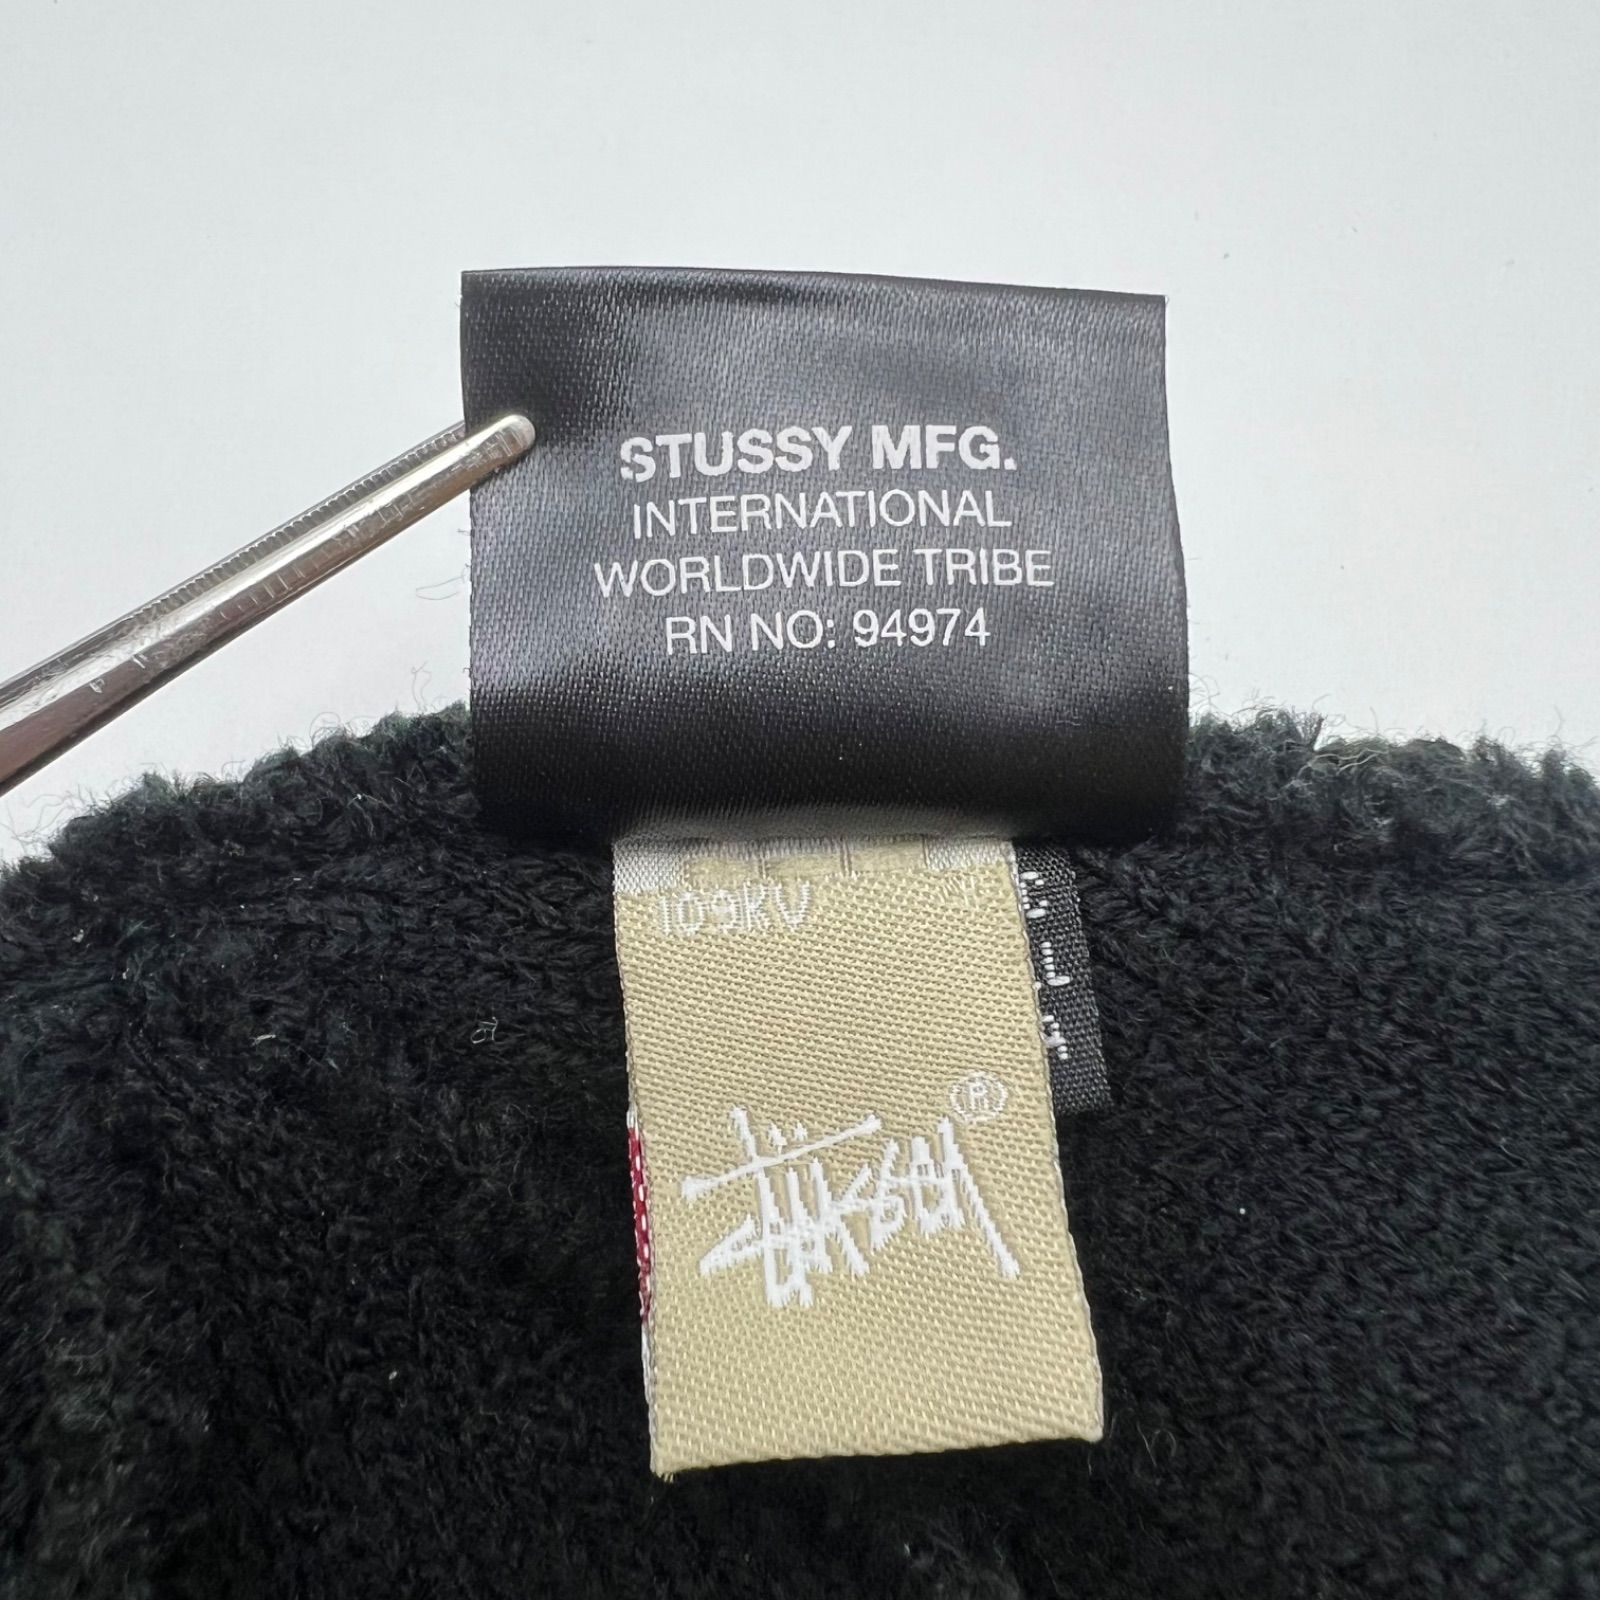 STUSSY MFG.
INTERNATIONAL
WORLDWIDE TRIBE
RN NO: 94974
109KV
Stüssy®